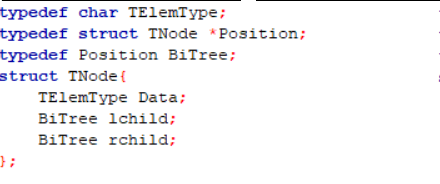 typedef char TElemType;
typedef struct TNode *Position;
typedef Position BiTree;
struct TNode{
    TElemType Data;
    BiTree lchild;
    BiTree rchild;
};